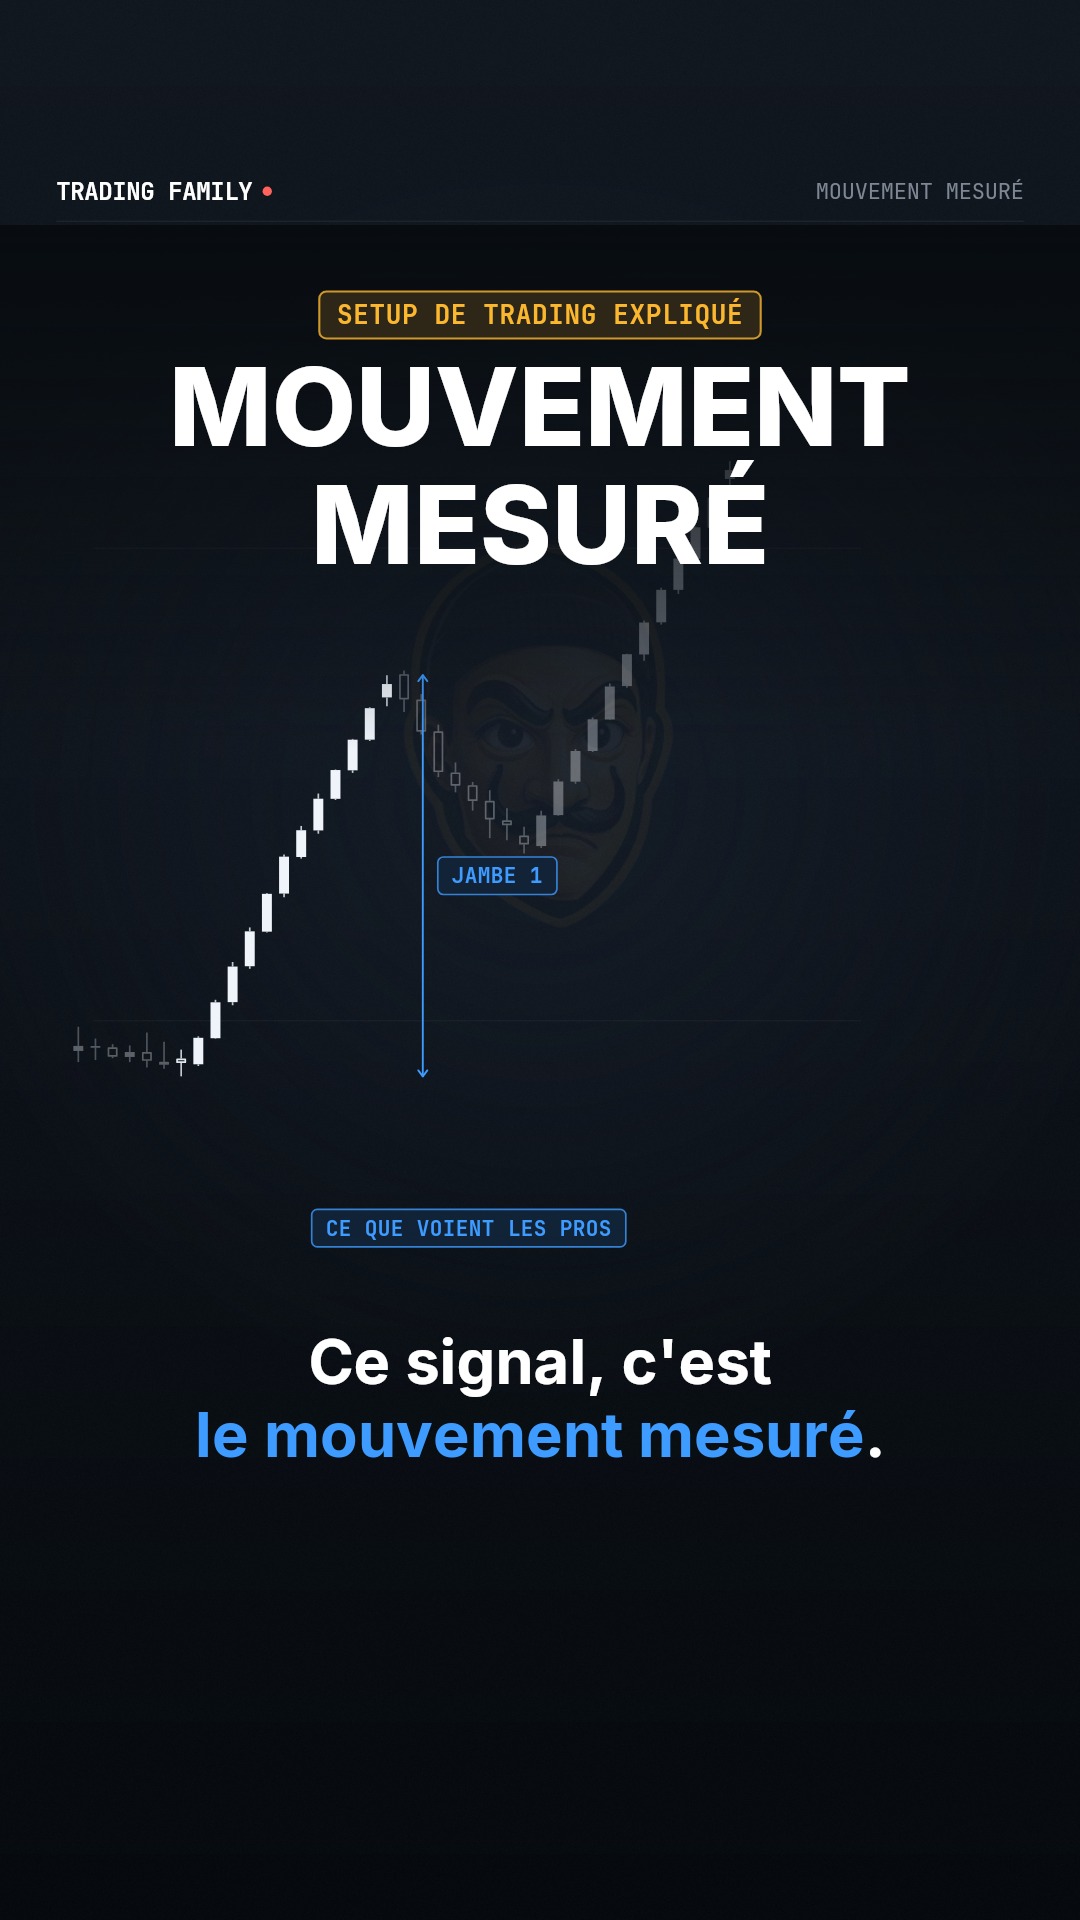 TRADING FAMILY
MOUVEMENT MESURÉ
SETUP DE TRADING EXPLIQUÉ
MOUVEMENT
MESURÉ
JAMBE 1
CE QUE VOIENT LES PROS
Ce signal, c'est
le mouvement mesuré.